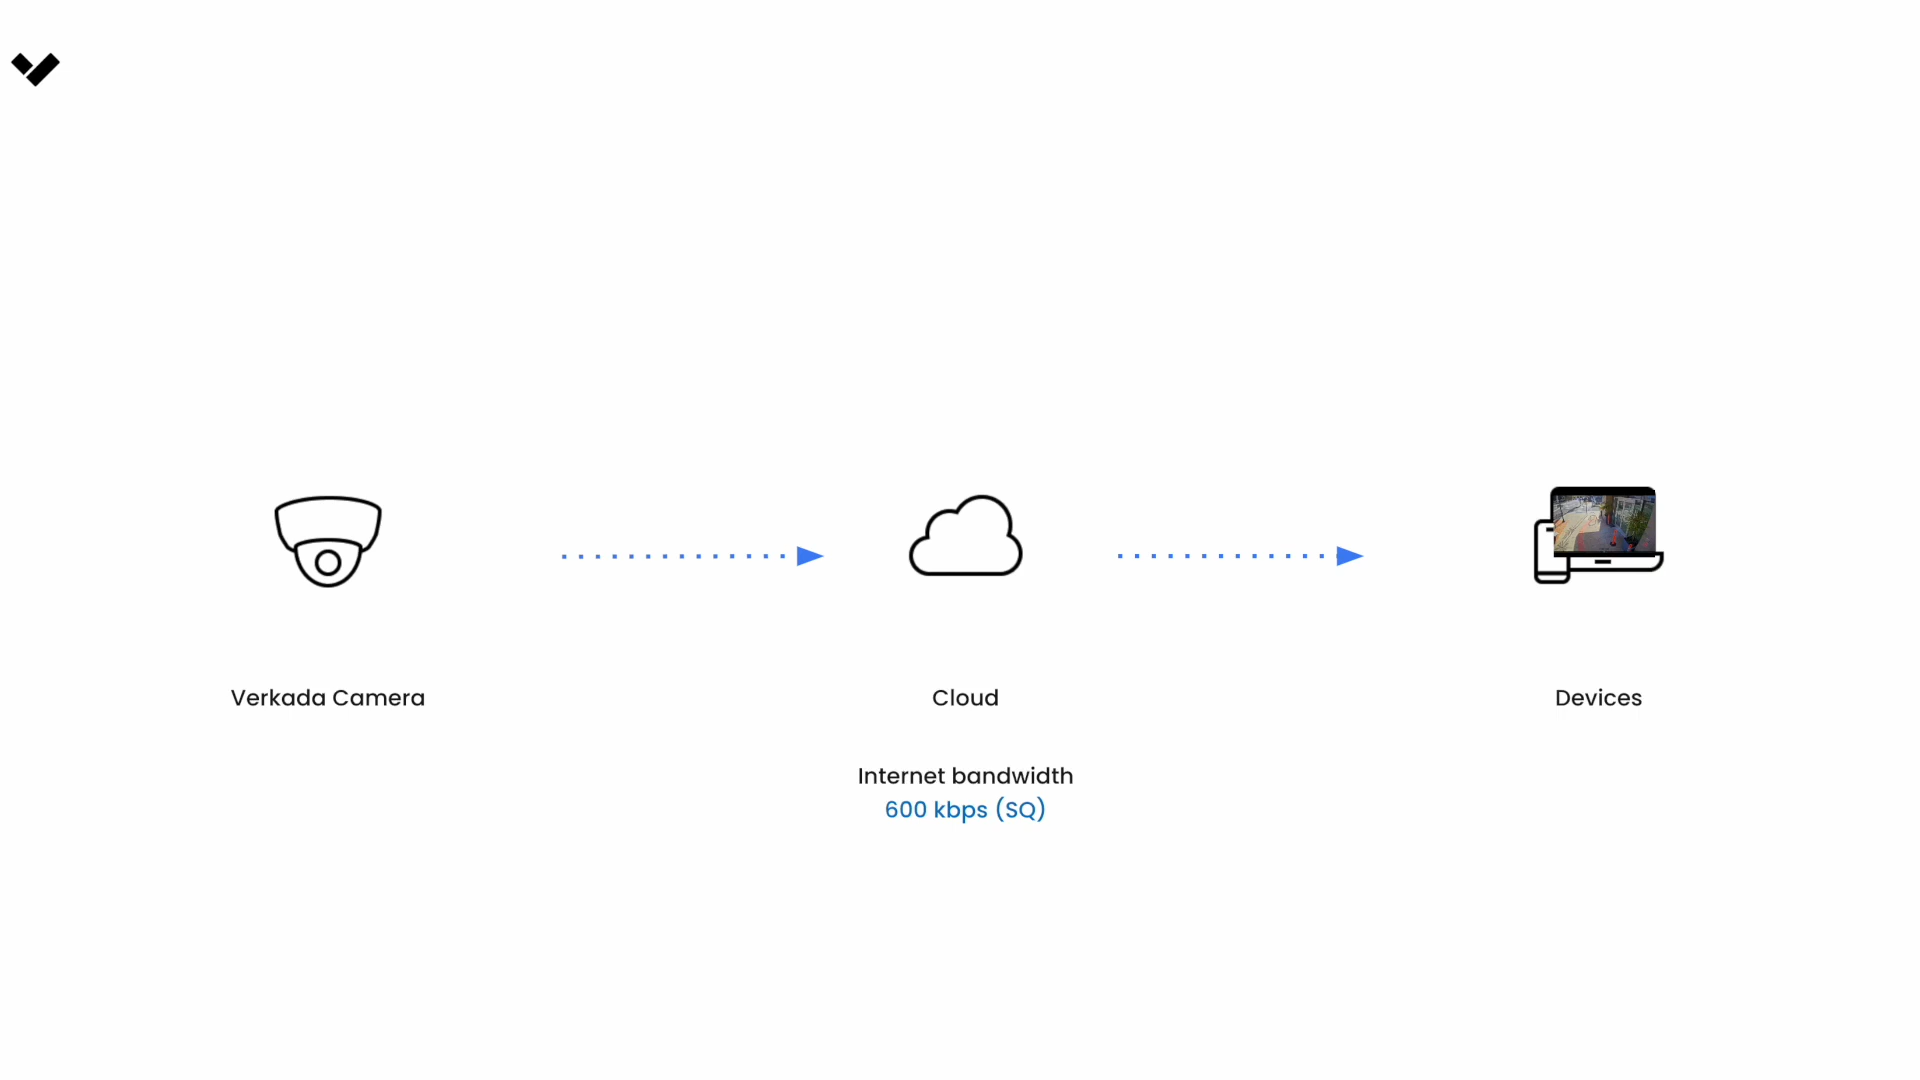 Verkada Camera
Cloud
Devices
Internet bandwidth
600 kbps (SQ)